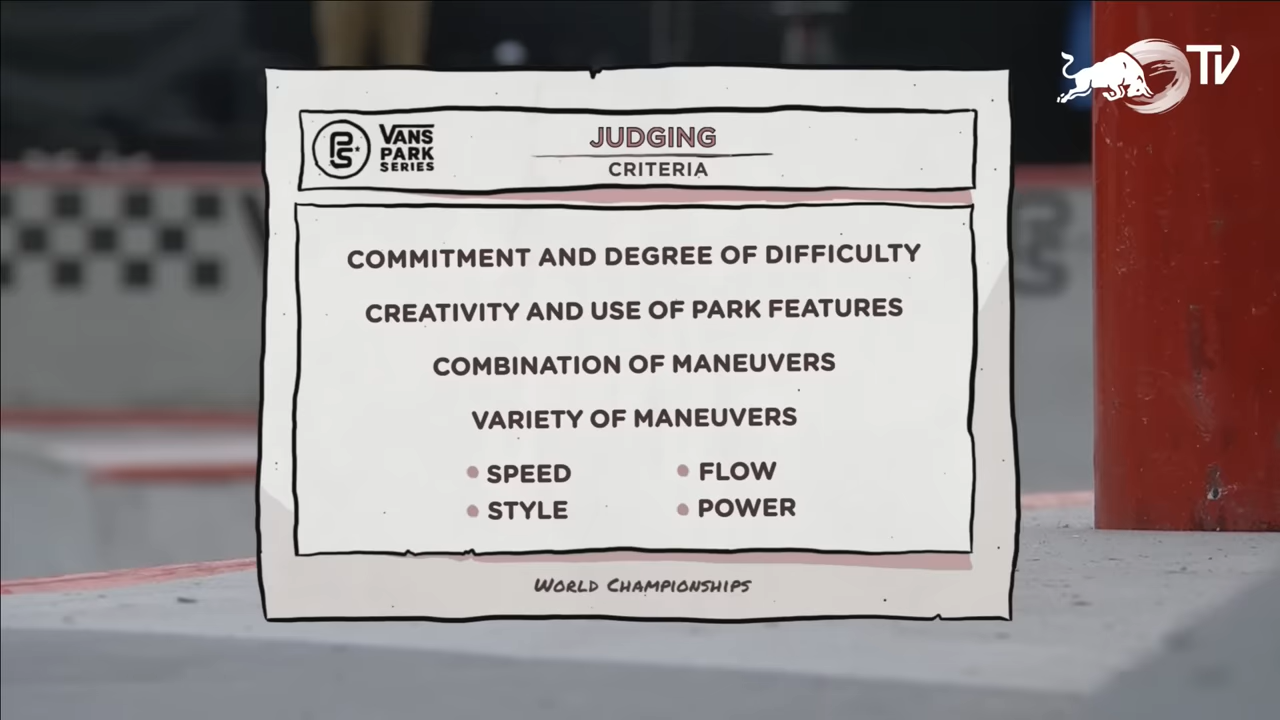 TV
PS
VANS
PARK
SERIES
JUDGING
CRITERIA
COMMITMENT AND DEGREE OF DIFFICULTY
CREATIVITY AND USE OF PARK FEATURES
COMBINATION OF MANEUVERS
VARIETY OF MANEUVERS
• SPEED
• FLOW
• STYLE
• POWER
WORLD CHAMPIONSHIPS